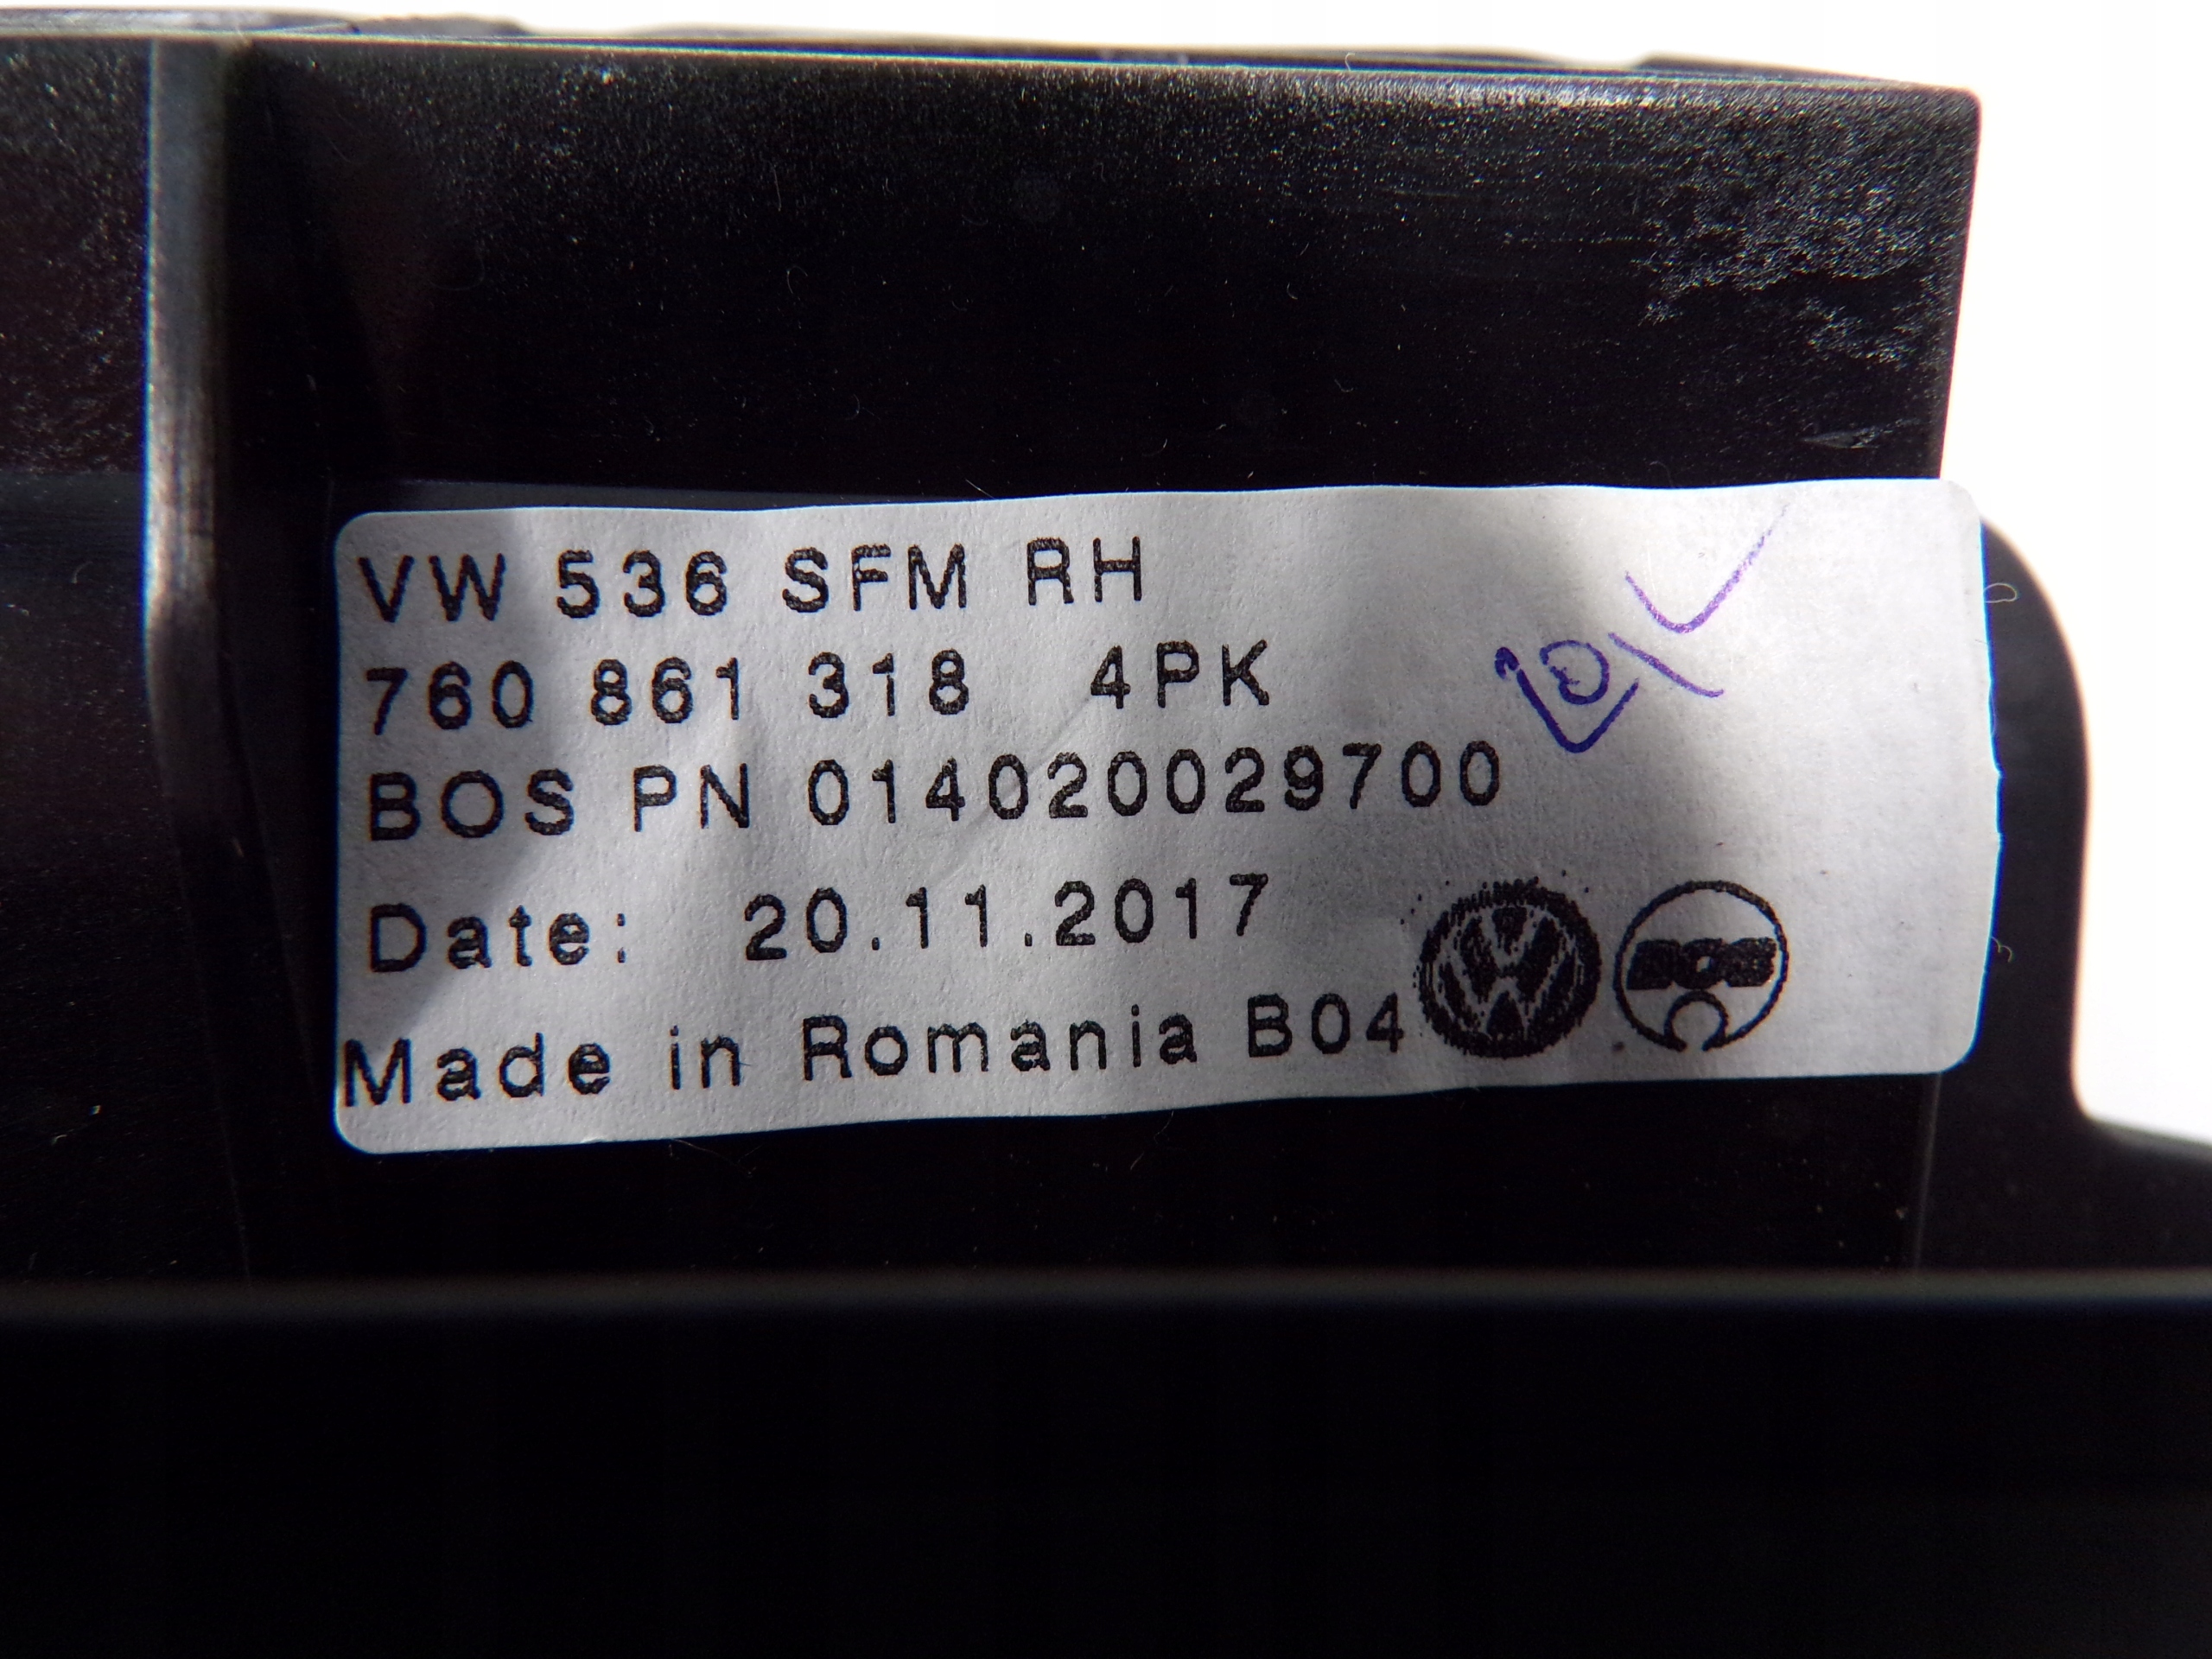 VW 536 SFM RH
760 861 318 4PK
BOS PN 014020029700
Date: 20.11.2017
Made in Romania B04
BOS